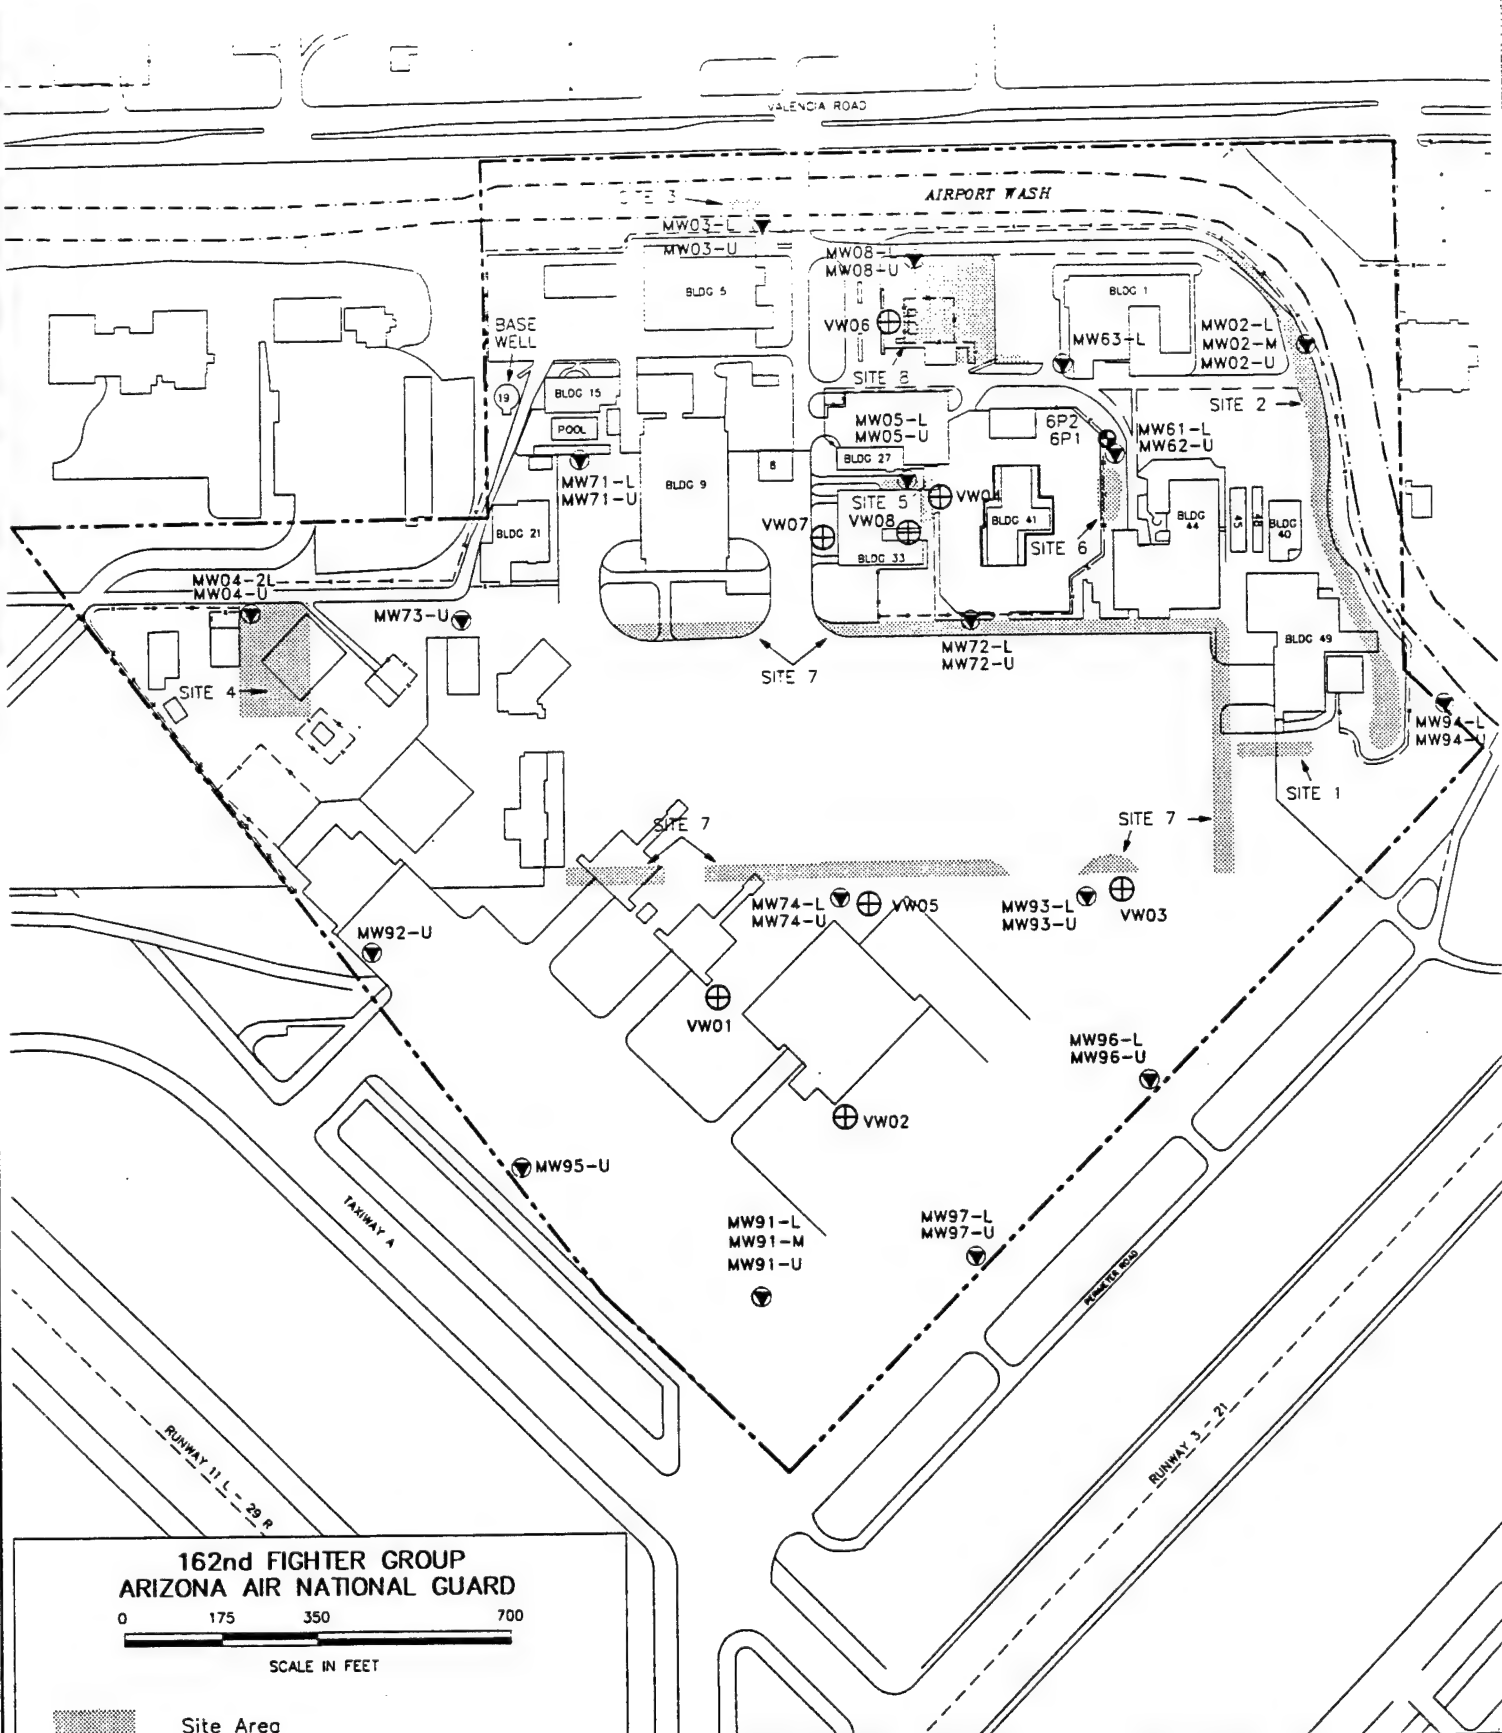 VALENCIA ROAD
AIRPORT WASH
SITE 3
MW03-L
MW03-U
MW08-L
MW08-U
BLDG 5
BLDG 1
BASE
WELL
VW06
MW63-L
MW02-L
MW02-M
MW02-U
SITE 8
SITE 2
19
BLDG 15
POOL
MW05-L
MW05-U
6P2
6P1
MW61-L
MW62-U
BLDG 27
8
MW71-L
MW71-U
BLDG 9
SITE 5
VW04
VW07
VW08
BLDG 41
BLDG
44
45
48
BLDG
40
BLDG 21
SITE 6
BLDG 33
MW04-2L
MW04-U
MW73-U
MW72-L
MW72-U
BLDG 49
SITE 7
SITE 4
MW94-L
MW94-U
SITE 1
SITE 7
SITE 7
MW74-L
MW74-U
VW05
MW93-L
MW93-U
VW03
MW92-U
VW01
MW96-L
MW96-U
VW02
MW95-U
TAXIWAY A
MW91-L
MW91-M
MW91-U
MW97-L
MW97-U
PERIMETER ROAD
RUNWAY 11 L - 29 R
RUNWAY 3 - 21
162nd FIGHTER GROUP
ARIZONA AIR NATIONAL GUARD
0 175 350 700
SCALE IN FEET
Site Area